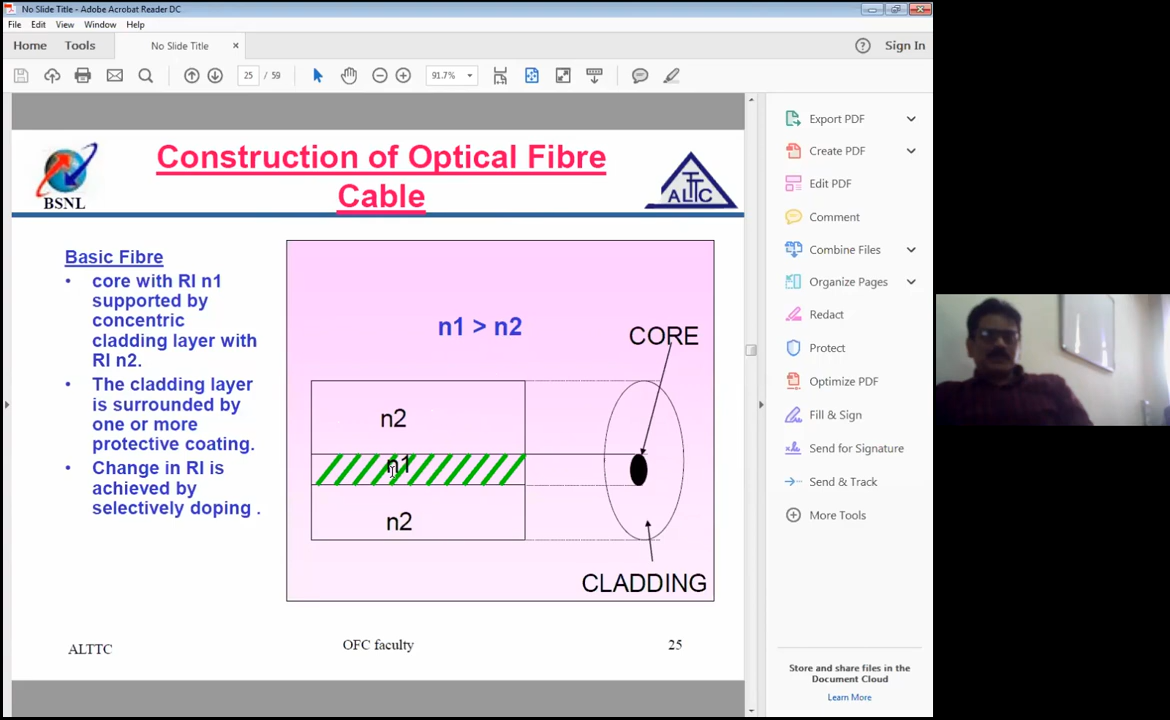 No Slide Title - Adobe Acrobat Reader DC
File Edit View Window Help
Home Tools No Slide Title × ? Sign In
25 / 59 91.7%
Construction of Optical Fibre
Cable
BSNL
ALTTC
Basic Fibre
• core with RI n1
supported by
concentric
cladding layer with
RI n2.
• The cladding layer
is surrounded by
one or more
protective coating.
• Change in RI is
achieved by
selectively doping .
n1 > n2
CORE
n2
n1
n2
CLADDING
ALTTC OFC faculty 25
Export PDF
Create PDF
Edit PDF
Comment
Combine Files
Organize Pages
Redact
Protect
Optimize PDF
Fill & Sign
Send for Signature
Send & Track
More Tools
Store and share files in the
Document Cloud
Learn More